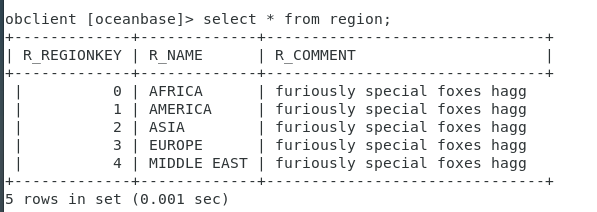 obclient [oceanbase]> select * from region;
+-------------+-------------+-------------------------------+
| R_REGIONKEY | R_NAME      | R_COMMENT                     |
+-------------+-------------+-------------------------------+
 |          0 | AFRICA      | furiously special foxes hagg
 |          1 | AMERICA     | furiously special foxes hagg
 |          2 | ASIA        | furiously special foxes hagg
 |          3 | EUROPE      | furiously special foxes hagg
 |          4 | MIDDLE EAST | furiously special foxes hagg
+-------------+-------------+-------------------------------+
5 rows in set (0.001 sec)